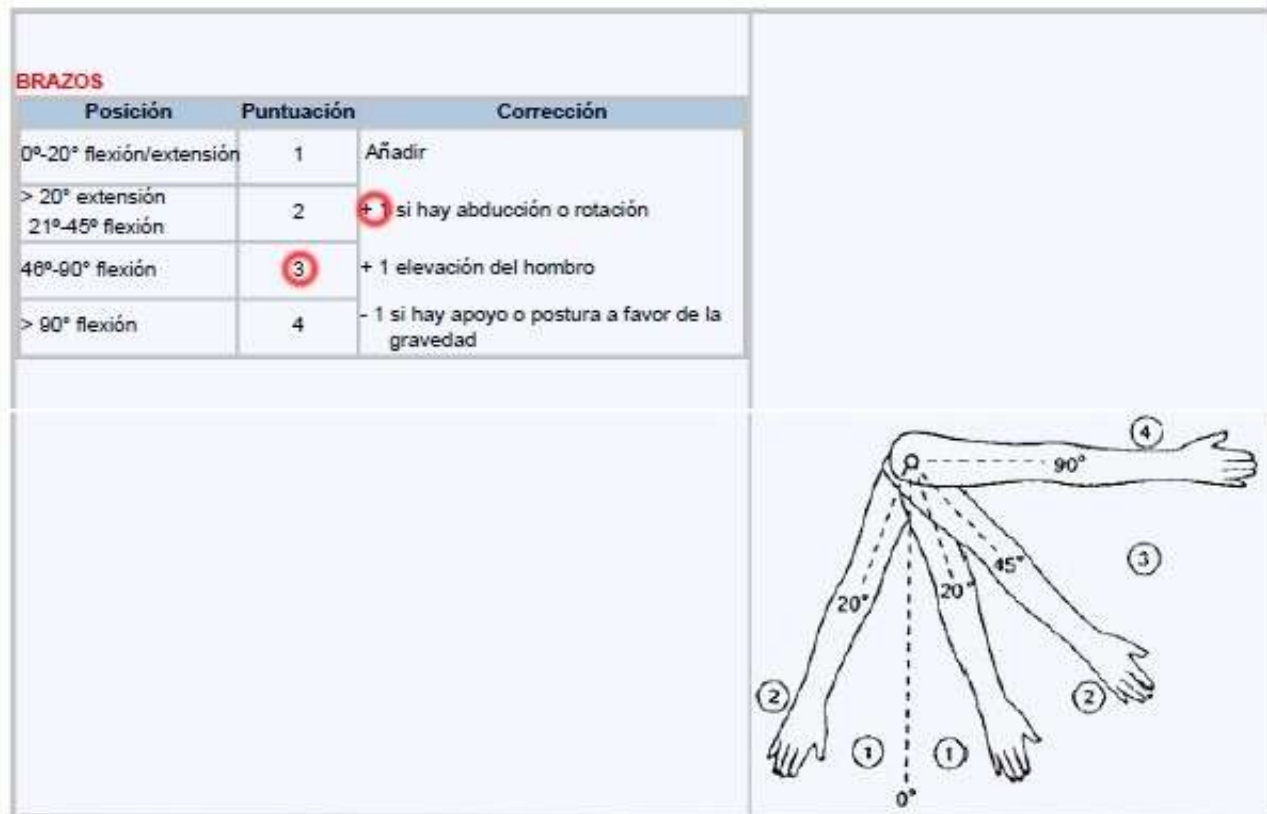 BRAZOS
Posición Puntuación Corrección
0º-20° flexión/extensión 1 Añadir
> 20° extensión
21º-45º flexión 2 + 1 si hay abducción o rotación
46º-90° flexión 3 + 1 elevación del hombro
> 90° flexión 4 - 1 si hay apoyo o postura a favor de la
gravedad
4
90°
3
45°
20° 20°
2 2
1 1
0°